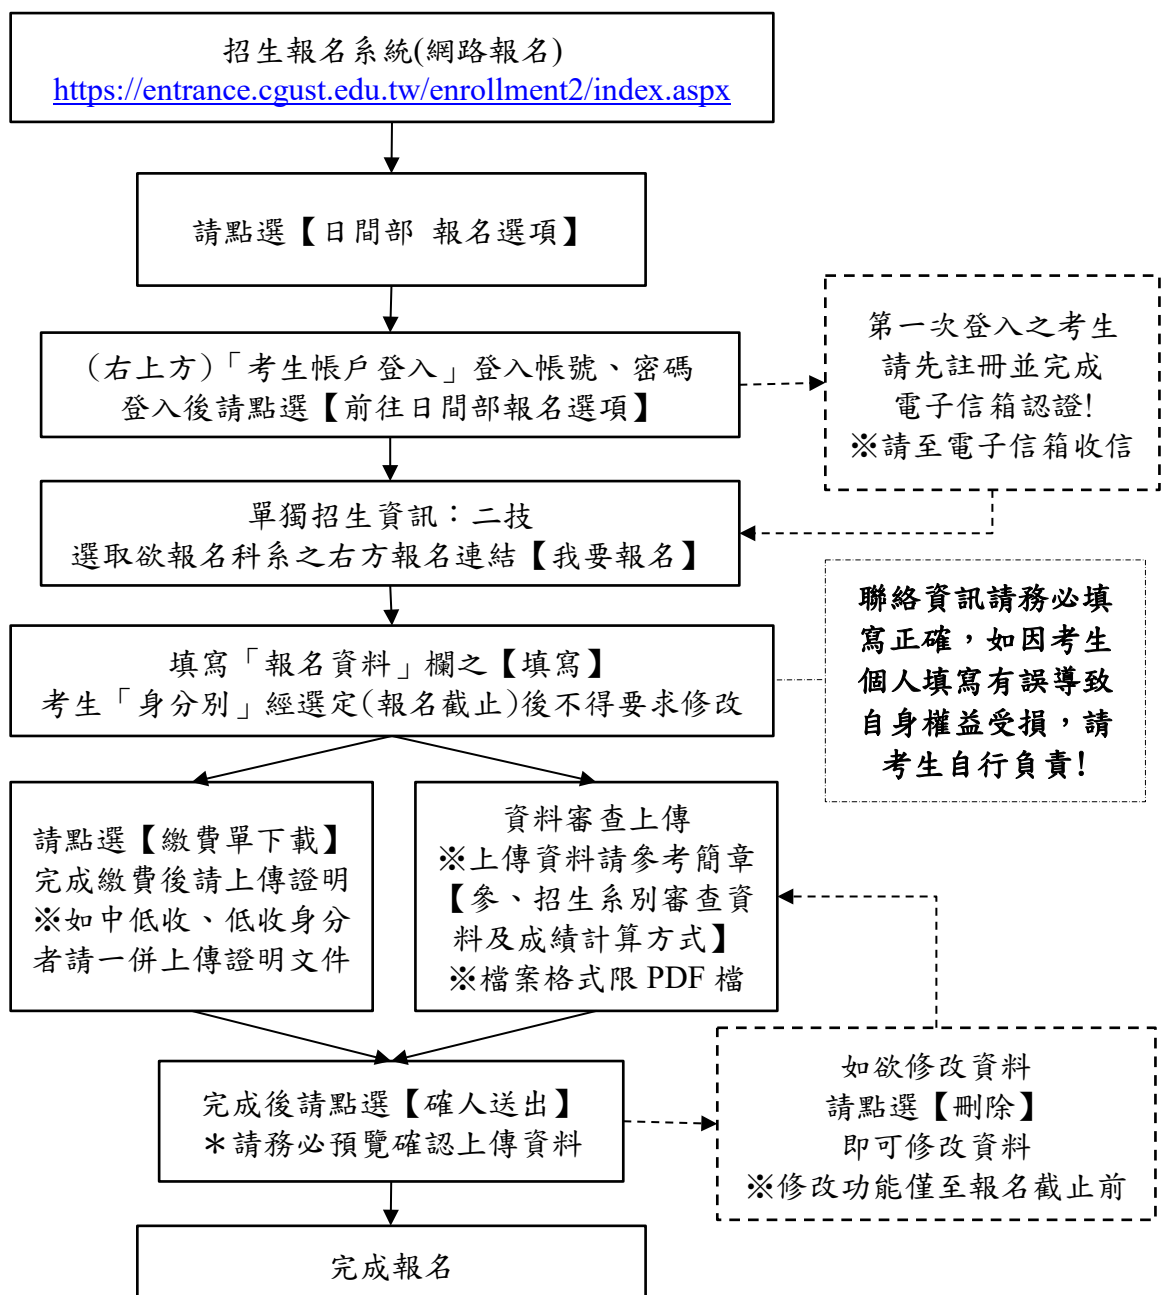 招生報名系統(網路報名)
https://entrance.cgust.edu.tw/enrollment2/index.aspx
請點選【日間部 報名選項】
(右上方)「考生帳戶登入」登入帳號、密碼
登入後請點選【前往日間部報名選項】
第一次登入之考生
請先註冊並完成
電子信箱認證!
※請至電子信箱收信
單獨招生資訊：二技
選取欲報名科系之右方報名連結【我要報名】
填寫「報名資料」欄之【填寫】
考生「身分別」經選定(報名截止)後不得要求修改
聯絡資訊請務必填
寫正確，如因考生
個人填寫有誤導致
自身權益受損，請
考生自行負責!
請點選【繳費單下載】
完成繳費後請上傳證明
※如中低收、低收身分
者請一併上傳證明文件
資料審查上傳
※上傳資料請參考簡章
【參、招生系別審查資
料及成績計算方式】
※檔案格式限 PDF 檔
完成後請點選【確人送出】
＊請務必預覽確認上傳資料
如欲修改資料
請點選【刪除】
即可修改資料
※修改功能僅至報名截止前
完成報名